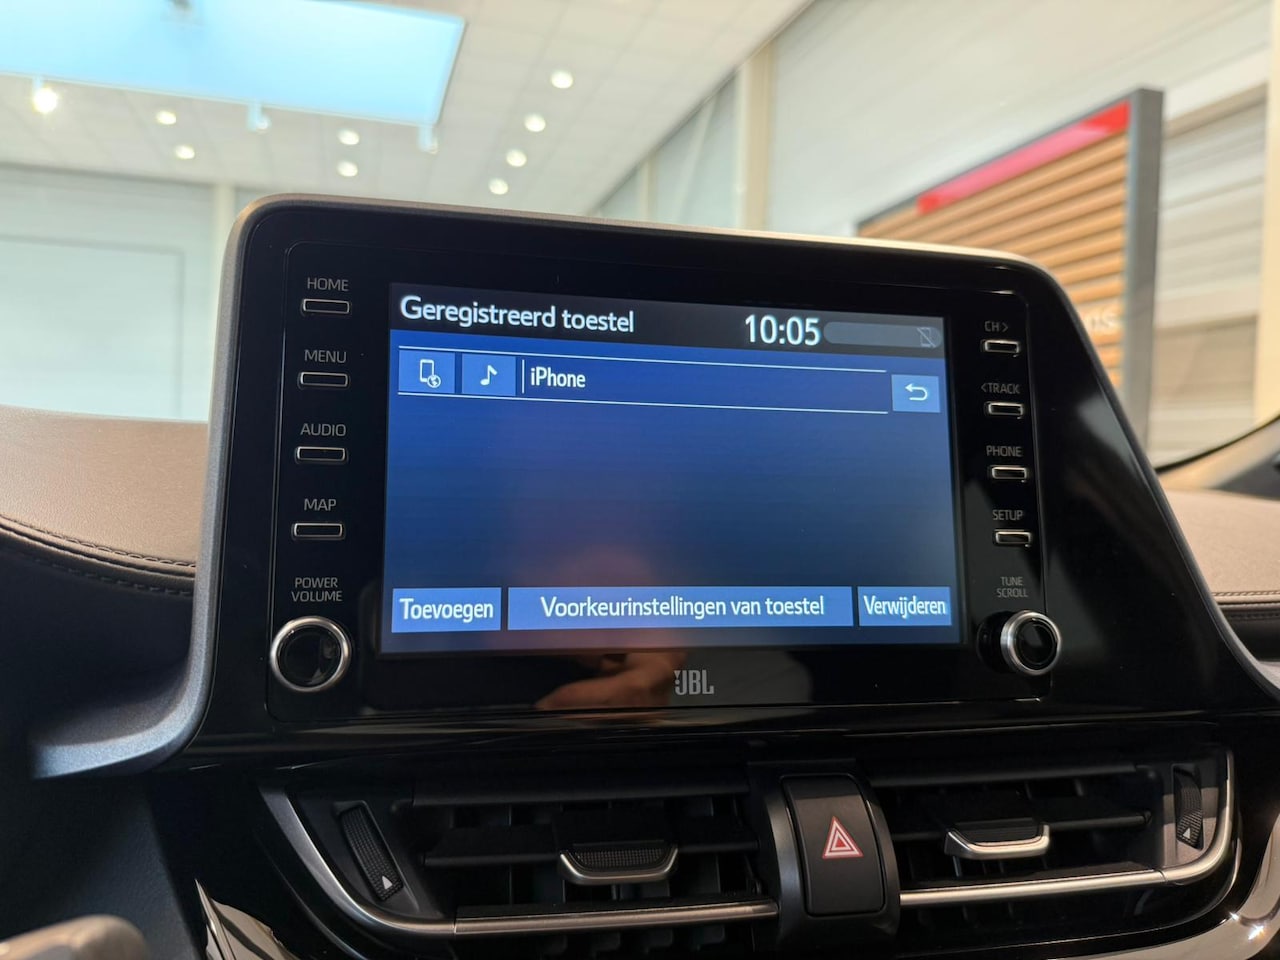 HOME
MENU
AUDIO
MAP
POWER
VOLUME
Geregistreerd toestel 10:05
iPhone
Toevoegen Voorkeurinstellingen van toestel Verwijderen
JBL
CH >
< TRACK
PHONE
SETUP
TUNE
SCROLL